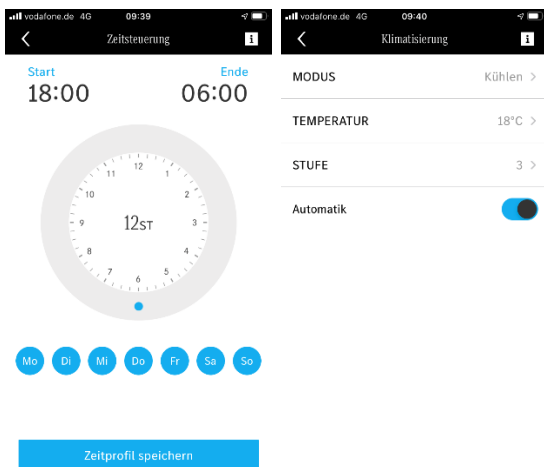 vodafone.de 4G 09:39
Zeitsteuerung i
Start Ende
18:00 06:00
12
11 1
10 2
9 12ST 3
8 4
7 5
6
Mo Di Mi Do Fr Sa So
Zeitprofil speichern
vodafone.de 4G 09:40
Klimatisierung i
MODUS Kühlen >
TEMPERATUR 18°C >
STUFE 3 >
Automatik